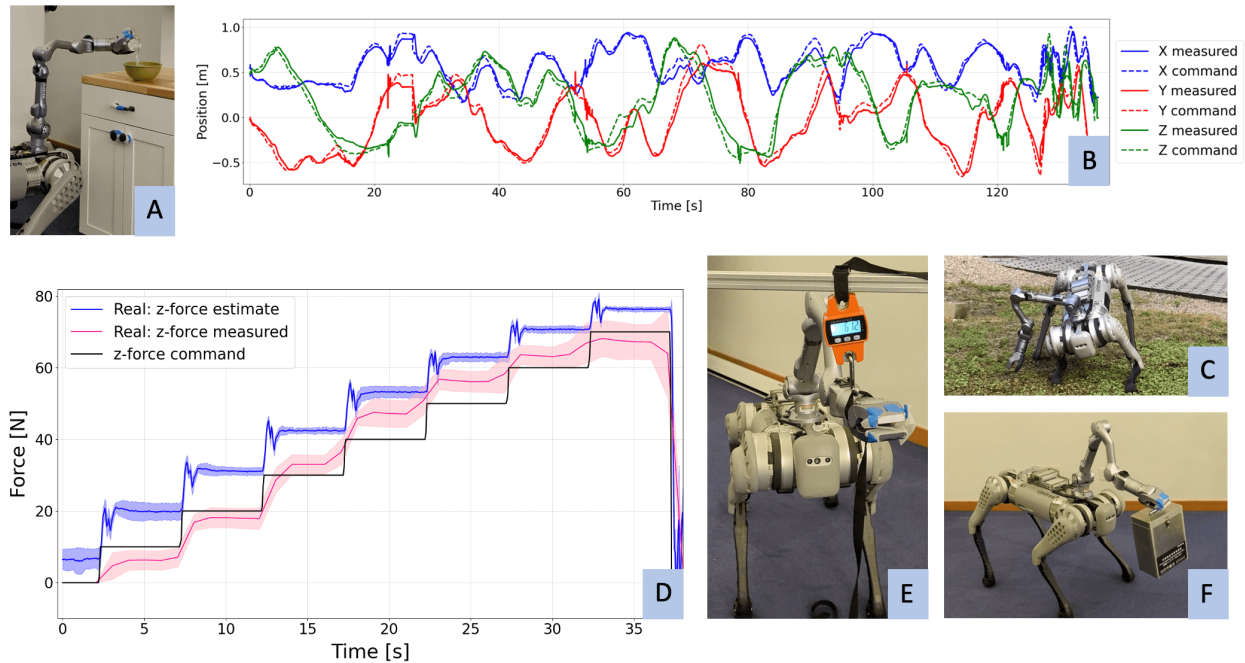 A
1.0
0.5
0.0
−0.5
Position [m]
0
20
40
60
80
100
120
Time [s]
B
X measured
X command
Y measured
Y command
Z measured
Z command
80
60
40
20
0
Force [N]
Real: z-force estimate
Real: z-force measured
z-force command
0
5
10
15
20
25
30
35
Time [s]
D
E
C
F